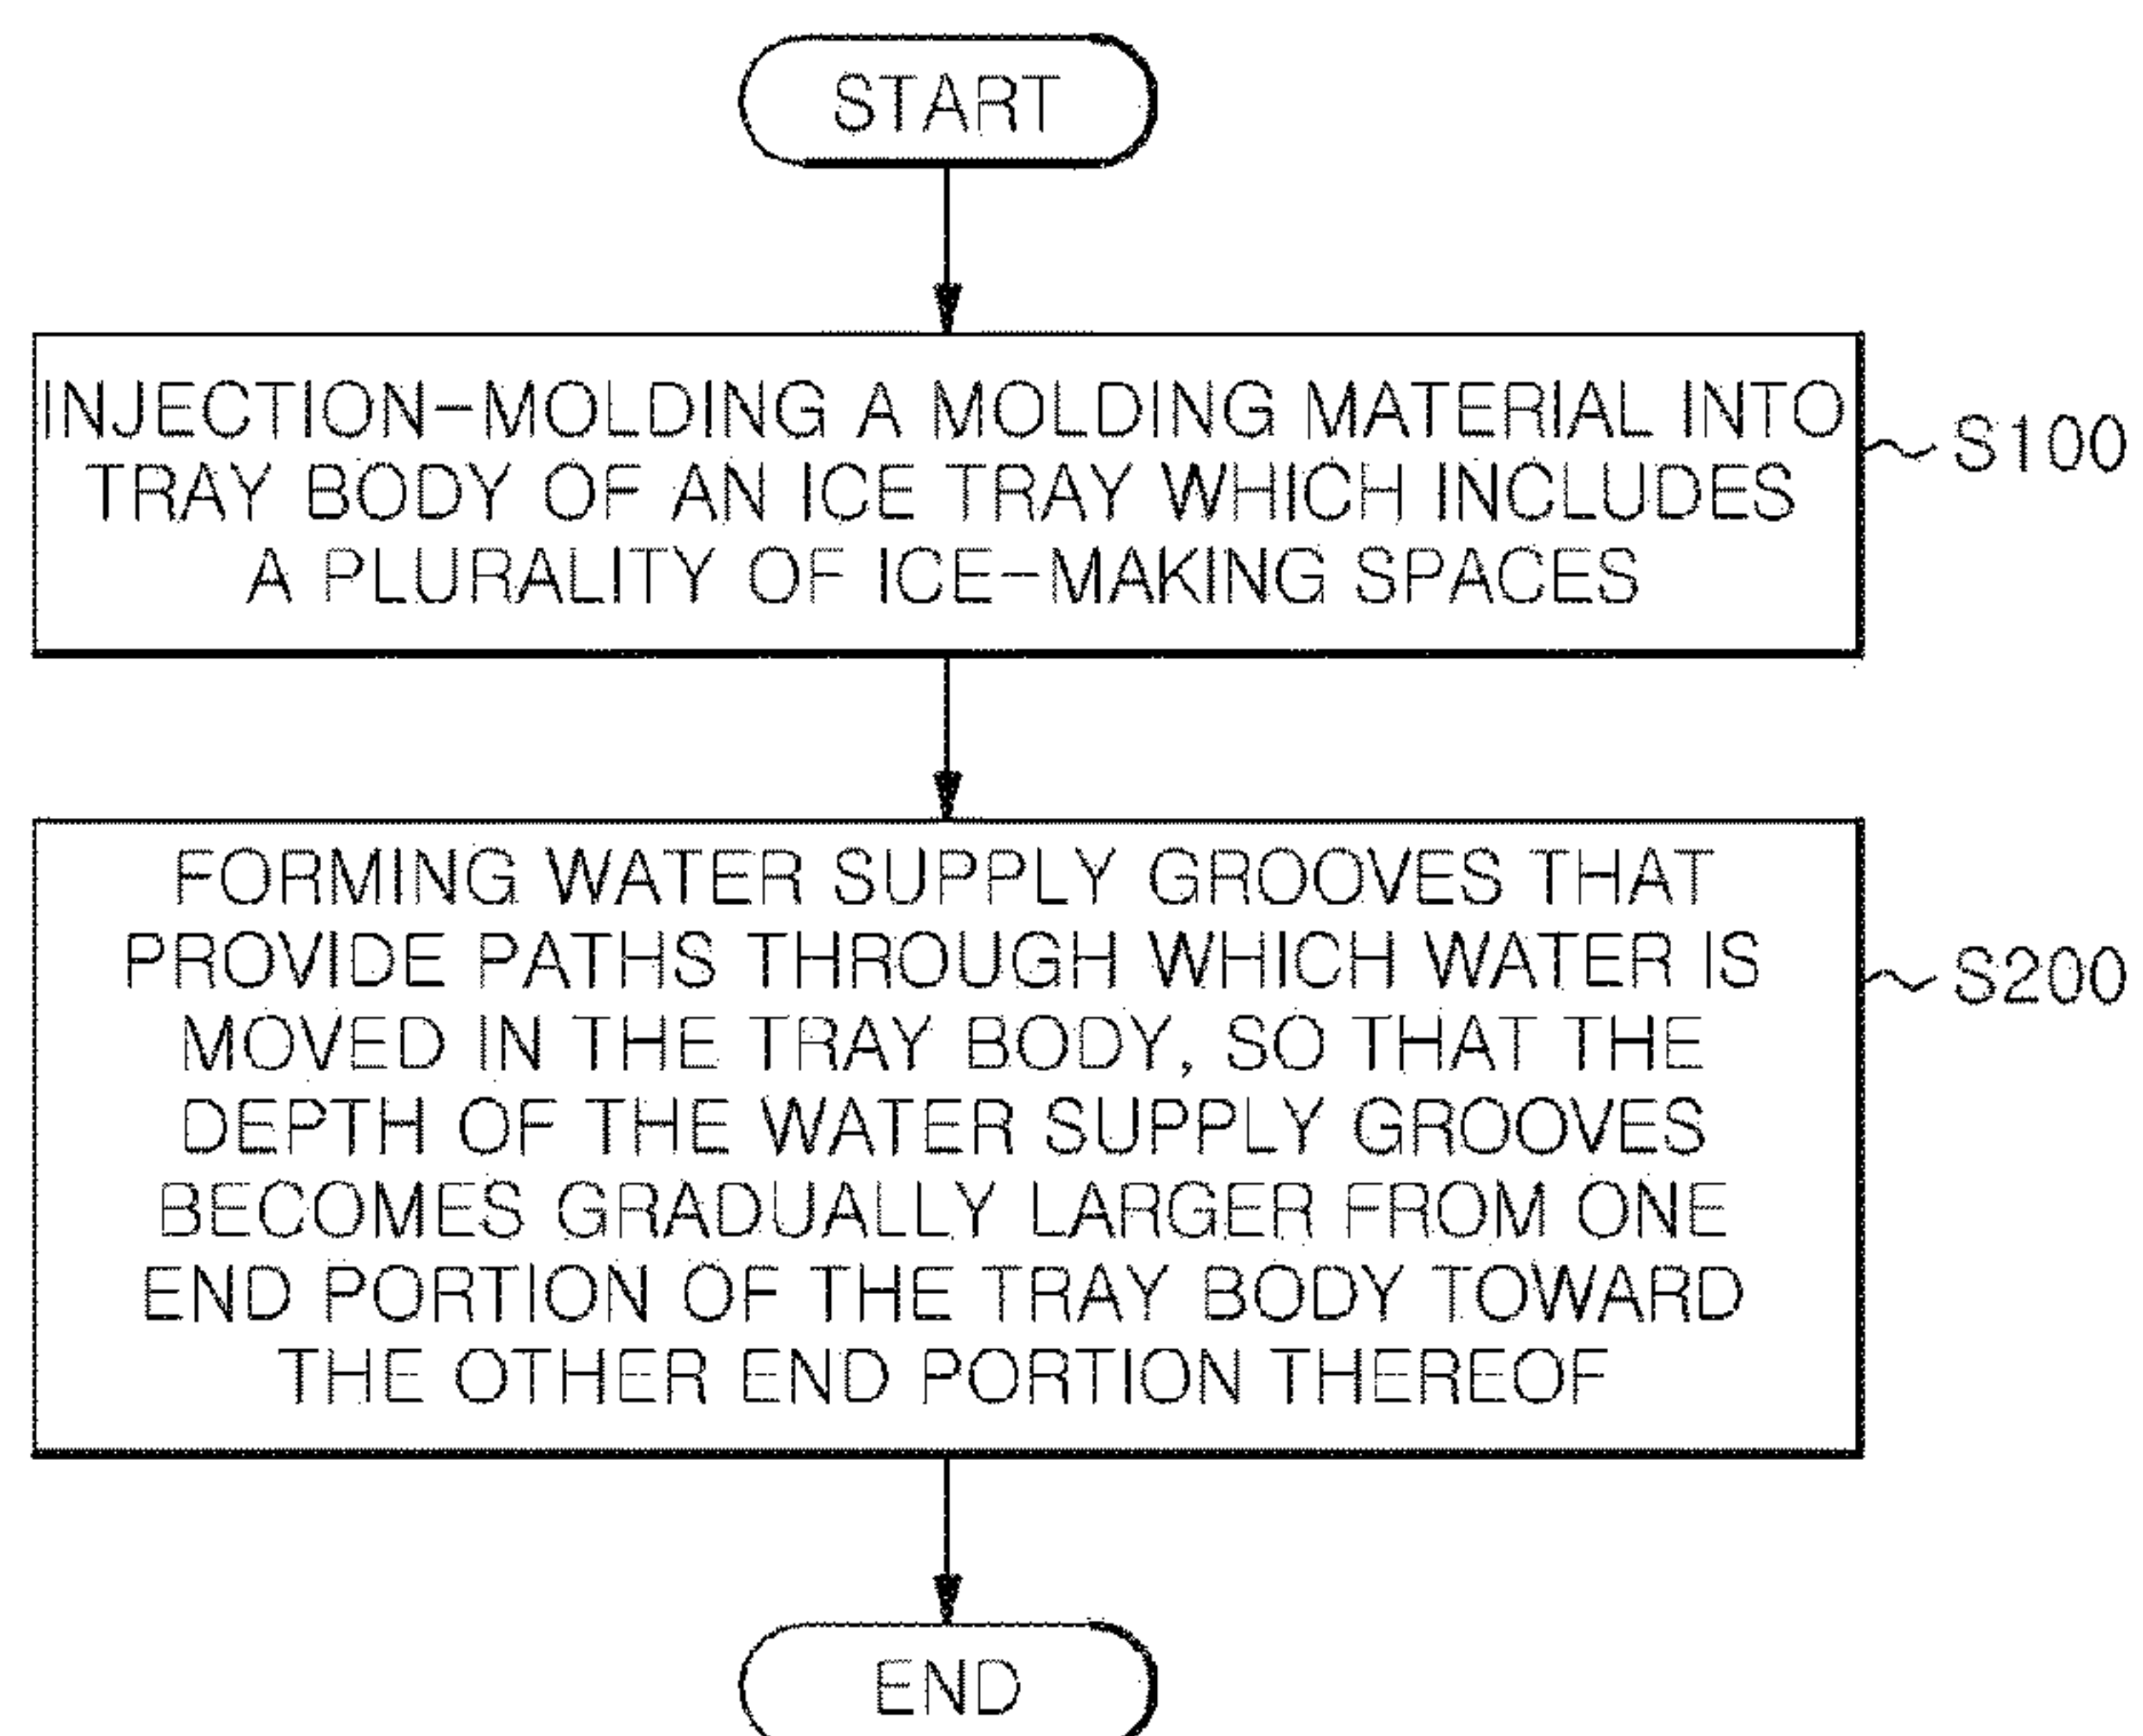 START
INJECTION-MOLDING A MOLDING MATERIAL INTO
TRAY BODY OF AN ICE TRAY WHICH INCLUDES
A PLURALITY OF ICE-MAKING SPACES
S100
FORMING WATER SUPPLY GROOVES THAT
PROVIDE PATHS THROUGH WHICH WATER IS
MOVED IN THE TRAY BODY, SO THAT THE
DEPTH OF THE WATER SUPPLY GROOVES
BECOMES GRADUALLY LARGER FROM ONE
END PORTION OF THE TRAY BODY TOWARD
THE OTHER END PORTION THEREOF
S200
END